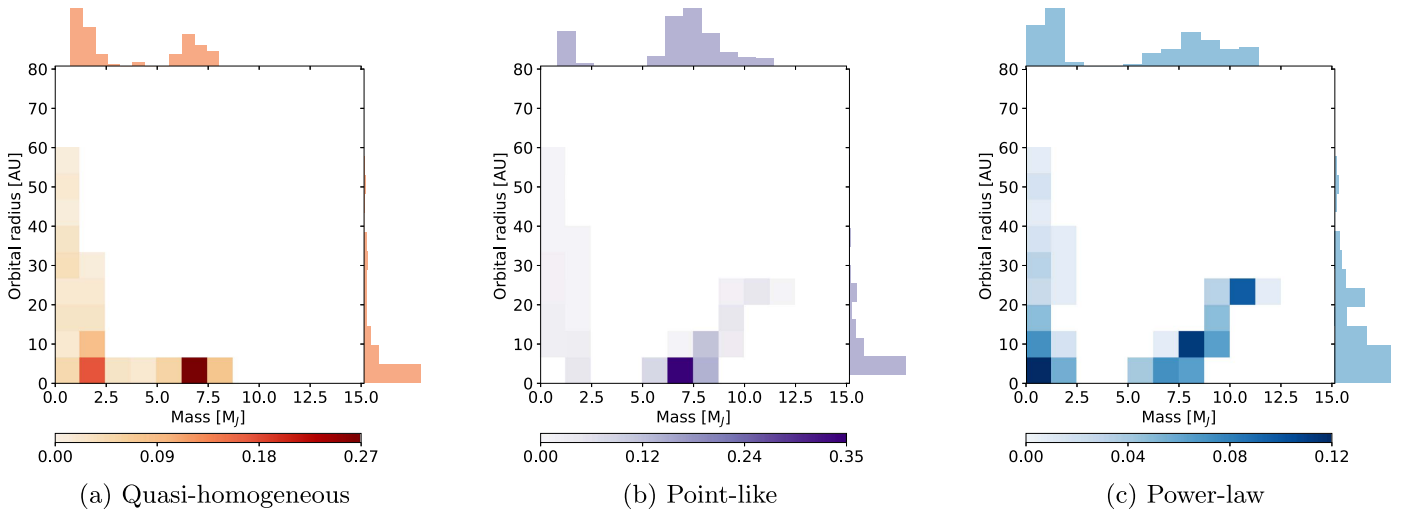 80
70
60
50
40
30
20
10
0
Orbital radius [AU]
0.0 2.5 5.0 7.5 10.0 12.5 15.0
Mass [M_J]
0.00 0.09 0.18 0.27
(a) Quasi-homogeneous
80
70
60
50
40
30
20
10
0
Orbital radius [AU]
0.0 2.5 5.0 7.5 10.0 12.5 15.0
Mass [M_J]
0.00 0.12 0.24 0.35
(b) Point-like
80
70
60
50
40
30
20
10
0
Orbital radius [AU]
0.0 2.5 5.0 7.5 10.0 12.5 15.0
Mass [M_J]
0.00 0.04 0.08 0.12
(c) Power-law